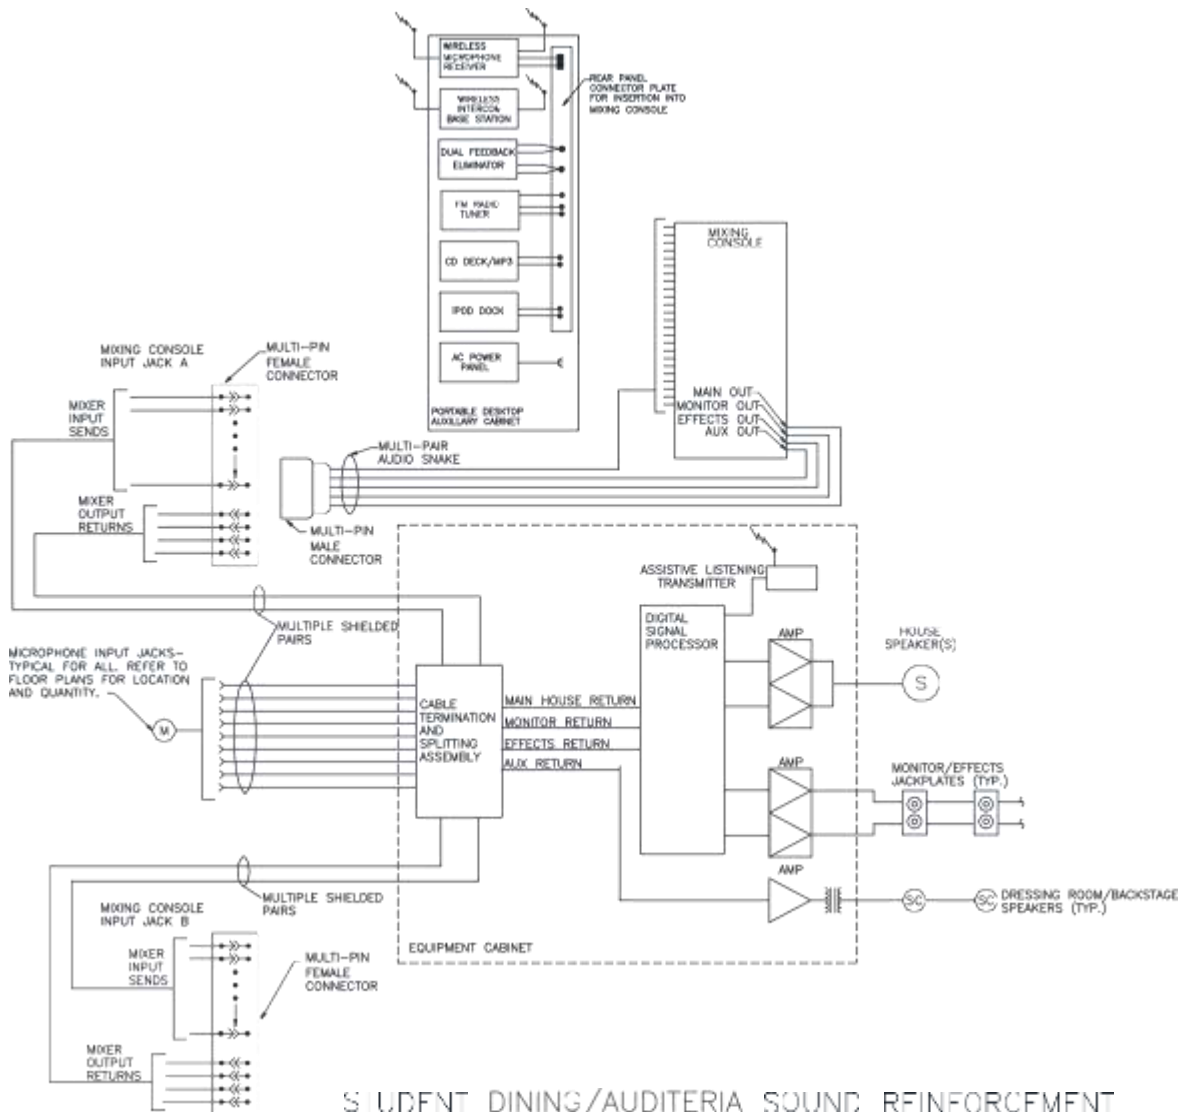 WIRELESS
MICROPHONE
RECEIVER
WIRELESS
INTERCOM
BASE STATION
REAR PANEL
CONNECTOR PLATE
FOR INSERTION INTO
MIXING CONSOLE
DUAL FEEDBACK
ELIMINATOR
FM RADIO
TUNER
CD DECK/MP3
IPOD DOCK
AC POWER
PANEL
PORTABLE DESKTOP
AUXILLARY CABINET
MIXING
CONSOLE
MAIN OUT
MONITOR OUT
EFFECTS OUT
AUX OUT
MIXING CONSOLE
INPUT JACK A
MULTI-PIN
FEMALE
CONNECTOR
MIXER
INPUT
SENDS
MULTI-PAIR
AUDIO SNAKE
MIXER
OUTPUT
RETURNS
MULTI-PIN
MALE
CONNECTOR
ASSISTIVE LISTENING
TRANSMITTER
MULTIPLE SHIELDED
PAIRS
DIGITAL
SIGNAL
PROCESSOR
AMP
HOUSE
SPEAKER(S)
S
MICROPHONE INPUT JACKS-
TYPICAL FOR ALL. REFER TO
FLOOR PLANS FOR LOCATION
AND QUANTITY.
M
CABLE
TERMINATION
AND
SPLITTING
ASSEMBLY
MAIN HOUSE RETURN
MONITOR RETURN
EFFECTS RETURN
AUX RETURN
AMP
MONITOR/EFFECTS
JACKPLATES (TYP.)
AMP
SC
SC
DRESSING ROOM/BACKSTAGE
SPEAKERS (TYP.)
MULTIPLE SHIELDED
PAIRS
EQUIPMENT CABINET
MIXING CONSOLE
INPUT JACK B
MIXER
INPUT
SENDS
MULTI-PIN
FEMALE
CONNECTOR
MIXER
OUTPUT
RETURNS
STUDENT DINING/AUDITERIA SOUND REINFORCEMENT